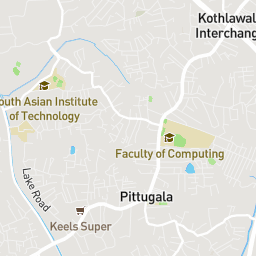 Kothlawal
Interchang
outh Asian Institute
of Technology
Faculty of Computing
Lake Road
Pittugala
Keels Super